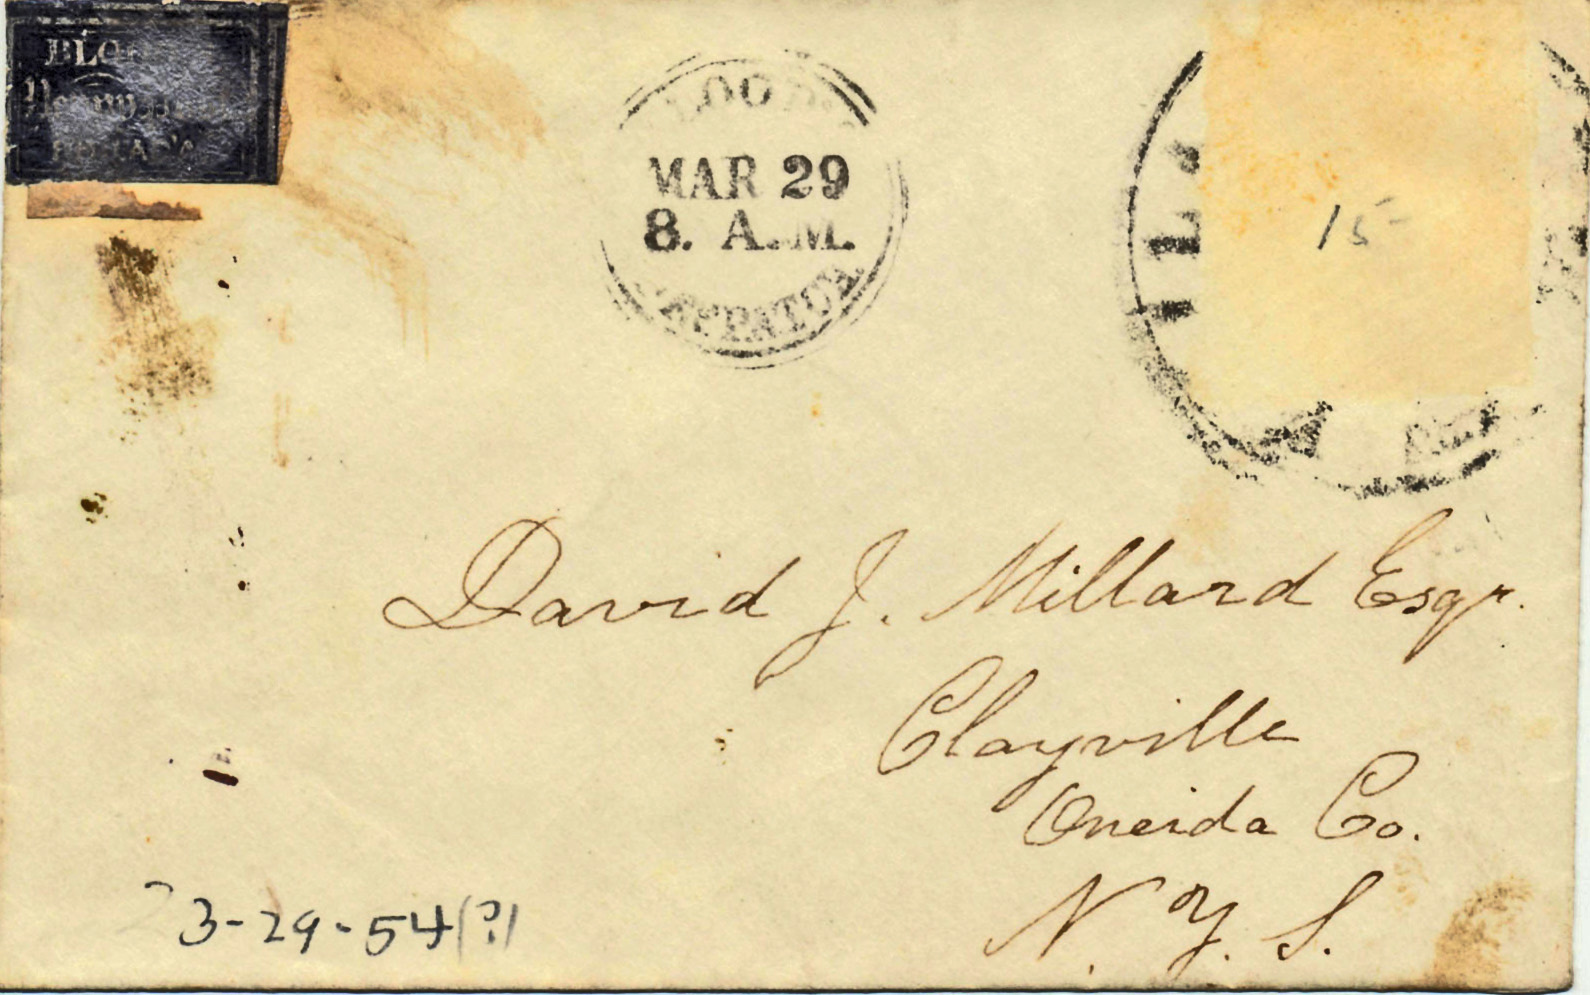 MAR 29
8. A.M.
15
David J. Millard Esqr.
Clayville
Oneida Co.
N. Y. S.
3-29-54(?)